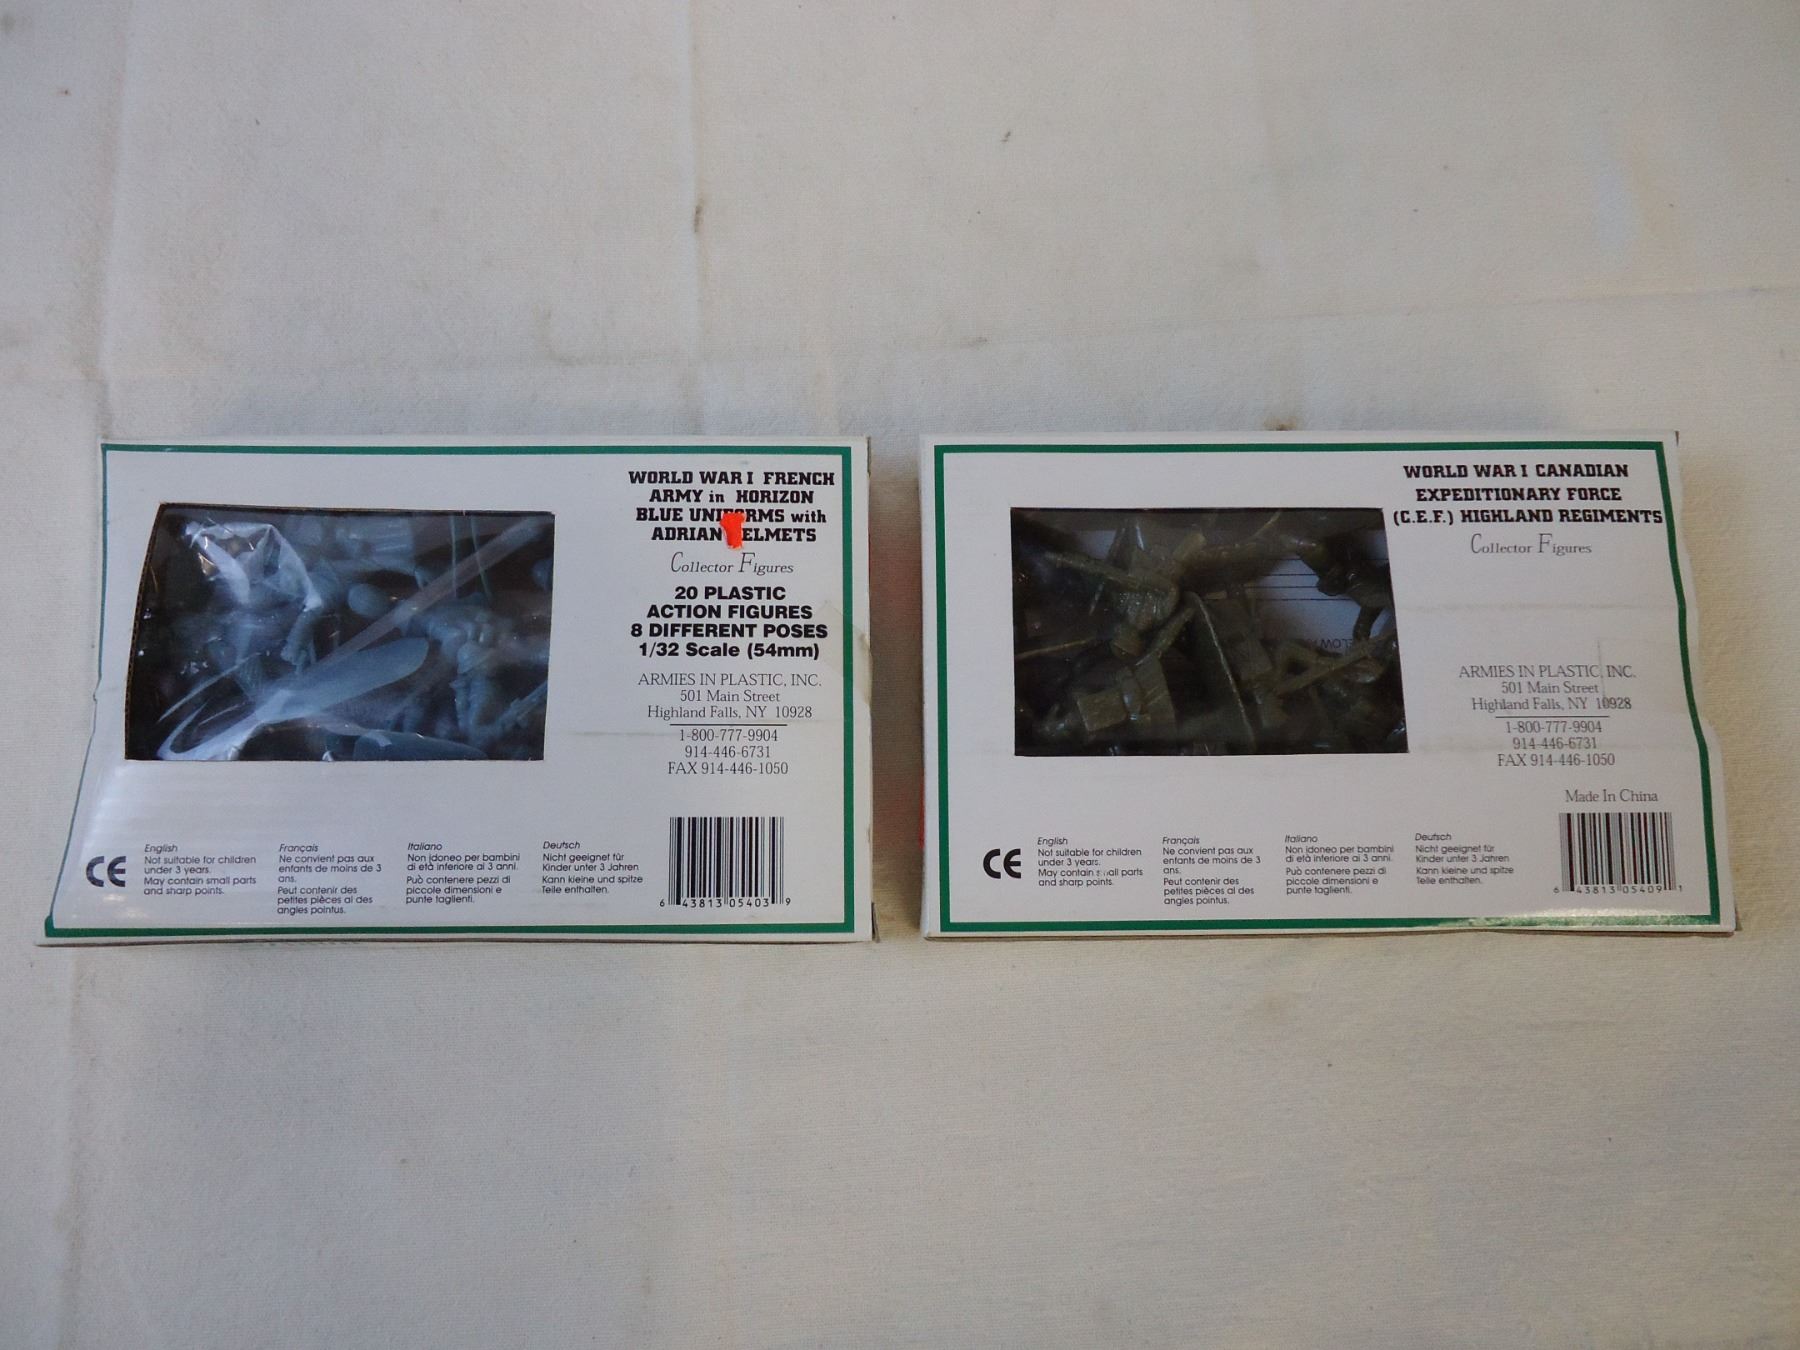 WORLD WAR I FRENCH
ARMY in HORIZON
BLUE UNIFORMS with
ADRIAN ELMETS
Collector Figures
20 PLASTIC
ACTION FIGURES
8 DIFFERENT POSES
1/32 Scale (54mm)
ARMIES IN PLASTIC, INC.
501 Main Street
Highland Falls, NY 10928
1-800-777-9904
914-446-6731
FAX 914-446-1050
CE
English
Not suitable for children
under 3 years.
May contain small parts
and sharp points.
Français
Ne convient pas aux
enfants de moins de 3
ans.
Peut contenir des
petites pièces al des
angles pointus.
Italiano
Non idoneo per bambini
di età inferiore ai 3 anni.
Può contenere pezzi di
piccole dimensioni e
punte taglienti.
Deutsch
Nicht geeignet für
Kinder unter 3 Jahren
Kann kleine und spitze
Teile enthalten.
6 43813 05403 9
WORLD WAR I CANADIAN
EXPEDITIONARY FORCE
(C.E.F.) HIGHLAND REGIMENTS
Collector Figures
ARMIES IN PLASTIC, INC.
501 Main Street
Highland Falls, NY 10928
1-800-777-9904
914-446-6731
FAX 914-446-1050
Made In China
CE
English
Not suitable for children
under 3 years.
May contain small parts
and sharp points.
Français
Ne convient pas aux
enfants de moins de 3
ans.
Peut contenir des
petites pièces al des
angles pointus.
Italiano
Non idoneo per bambini
di età inferiore ai 3 anni.
Può contenere pezzi di
piccole dimensioni e
punte taglienti.
Deutsch
Nicht geeignet für
Kinder unter 3 Jahren
Kann kleine und spitze
Teile enthalten.
6 43813 05409 1